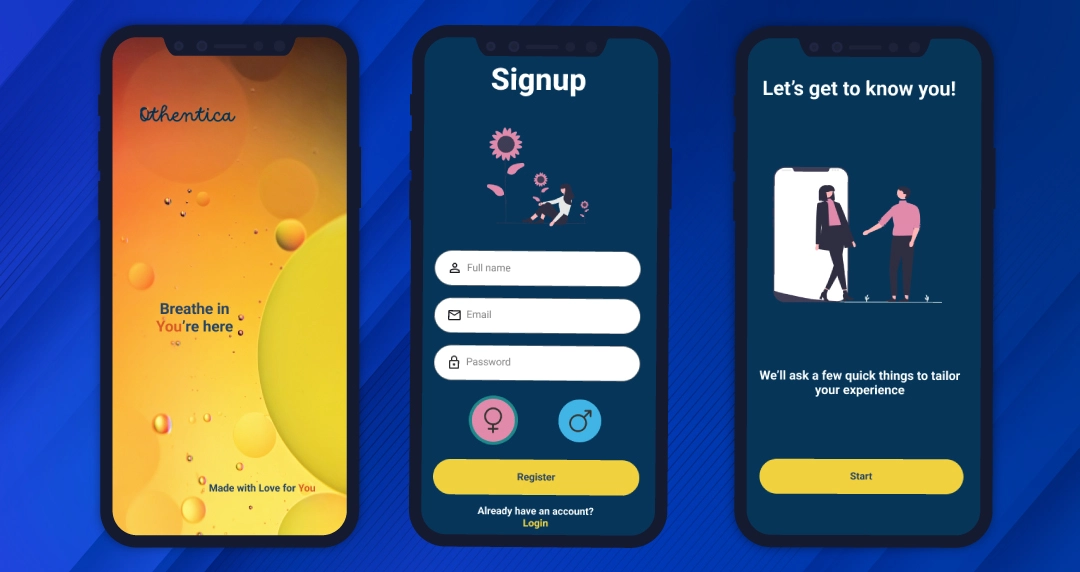 Othentica
Breathe in
You're here
Made with Love for You
Signup
Full name
Email
Password
Register
Already have an account?
Login
Let's get to know you!
We'll ask a few quick things to tailor
your experience
Start